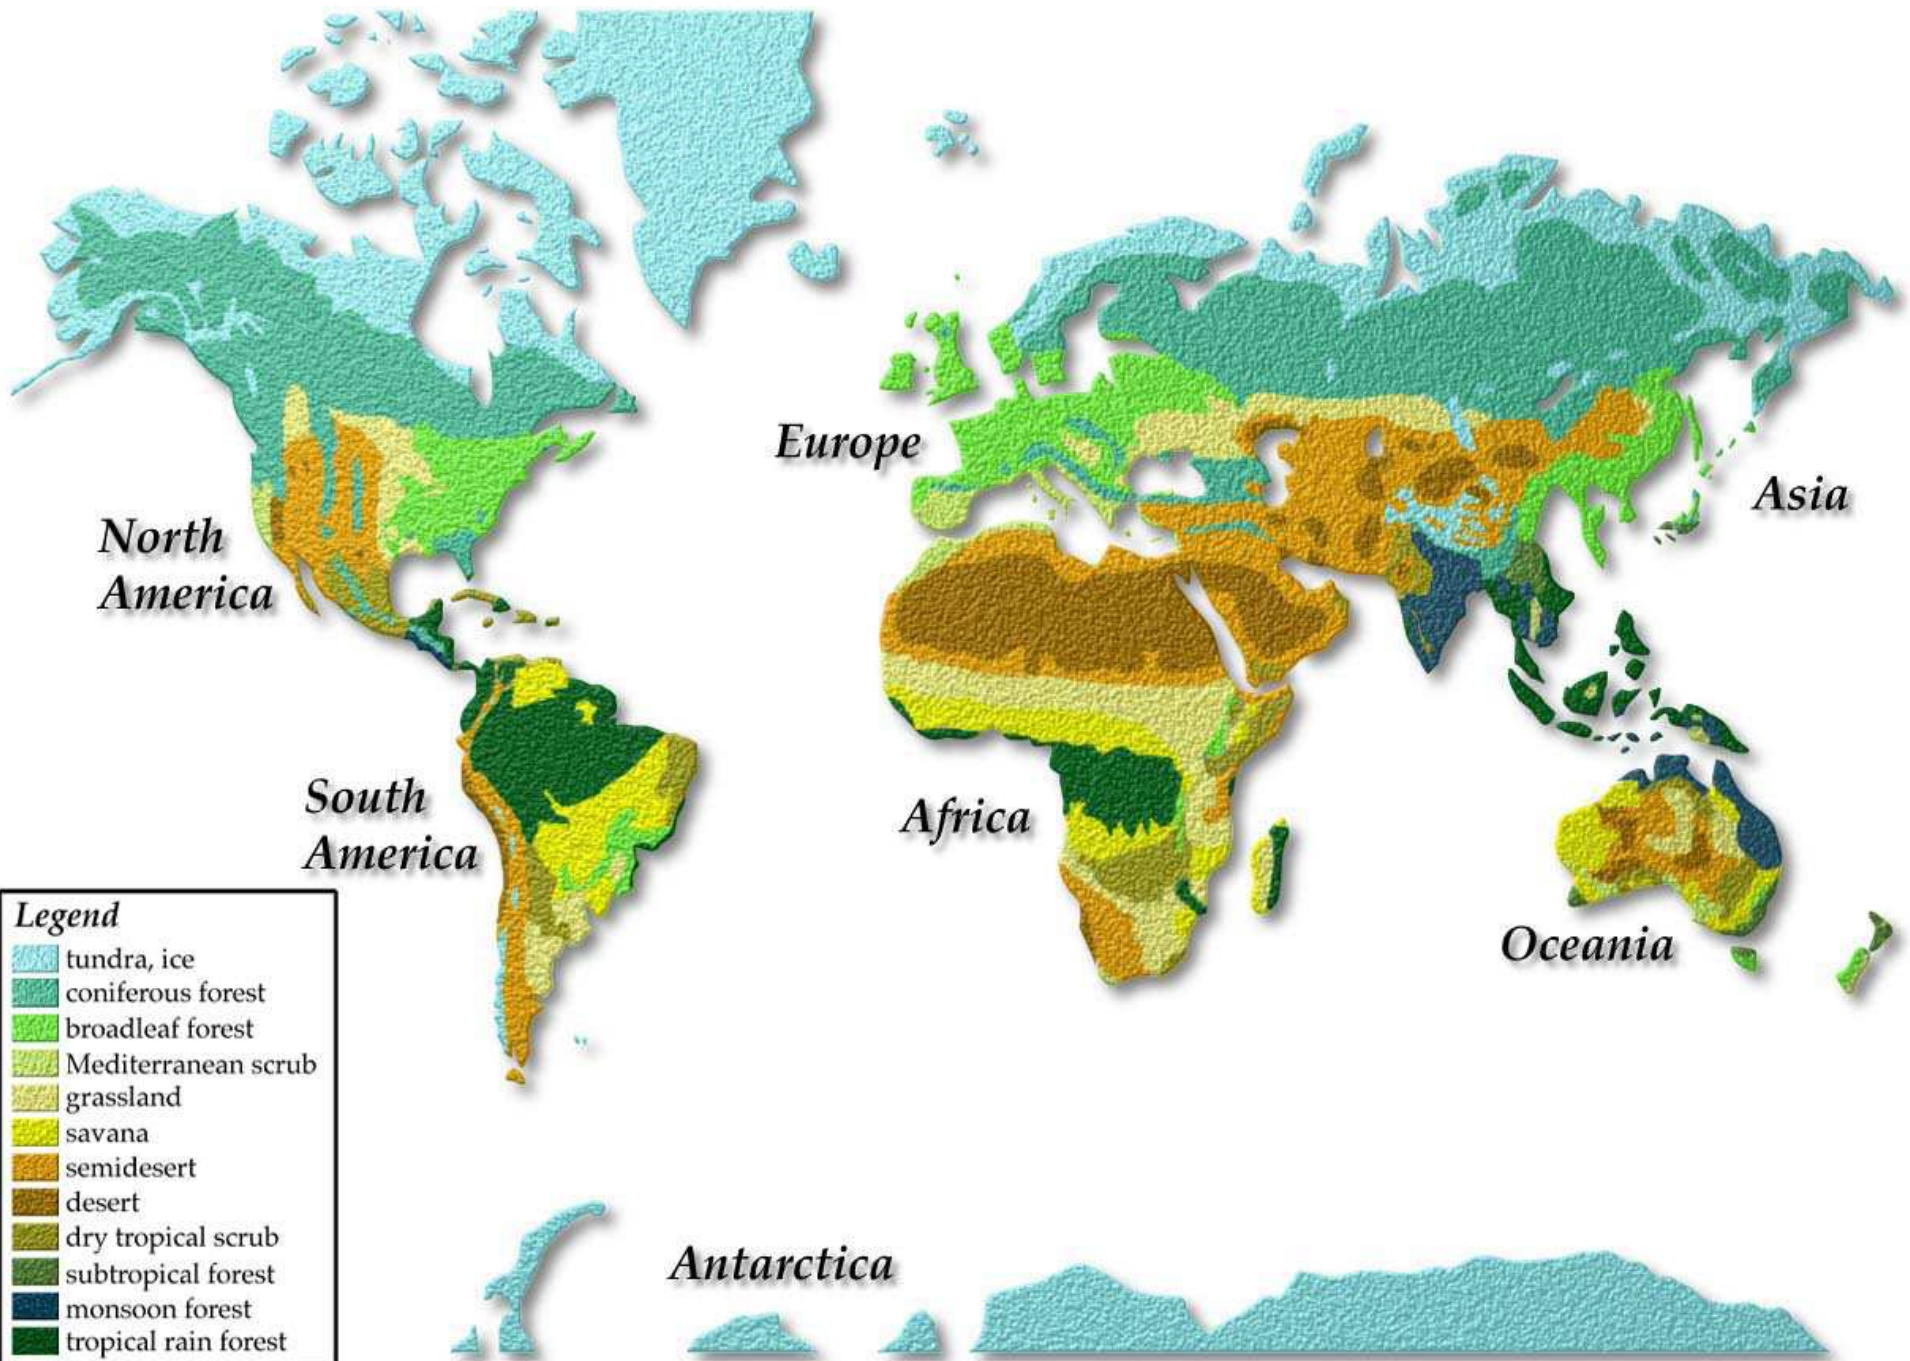 Europe
Asia
North
America
South
America
Africa
Oceania
Antarctica
Legend
tundra, ice
coniferous forest
broadleaf forest
Mediterranean scrub
grassland
savana
semidesert
desert
dry tropical scrub
subtropical forest
monsoon forest
tropical rain forest